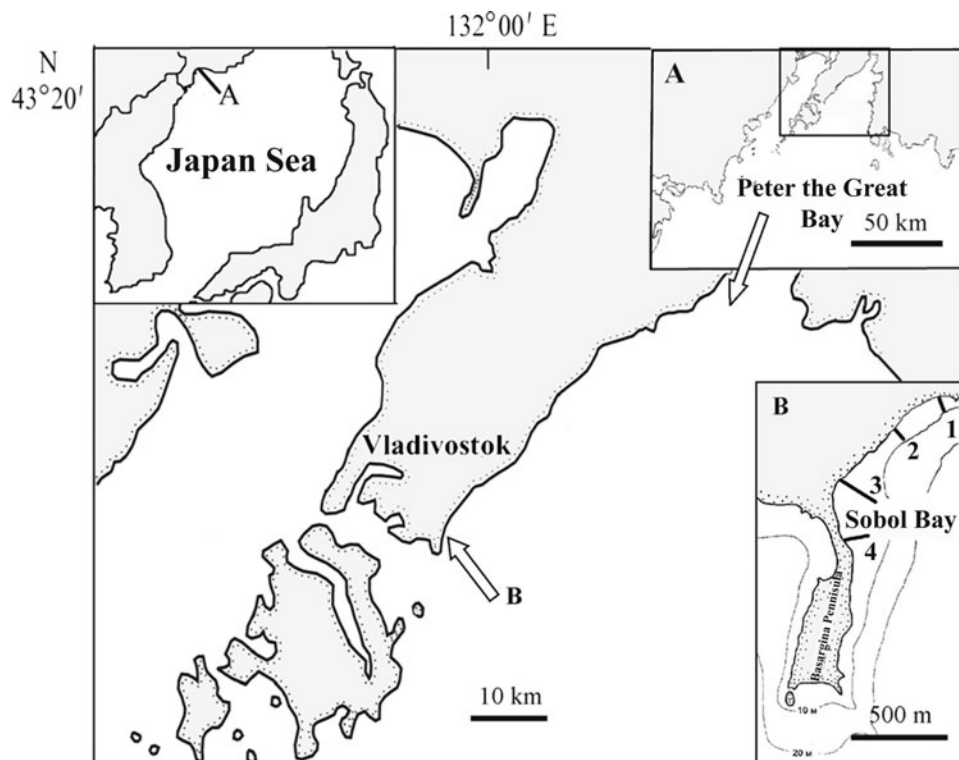 132°00' E
N
43°20'
A
Japan Sea
A
Peter the Great
Bay
50 km
Vladivostok
B
10 km
B
1
2
3
Sobol Bay
4
Basargina Pennisula
10 м
20 м
500 m